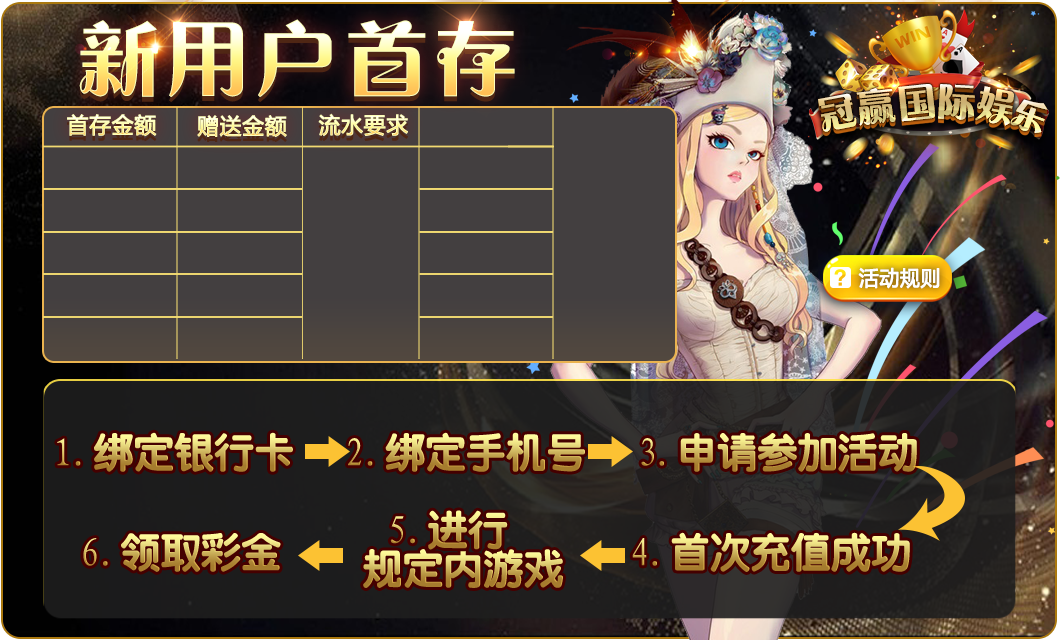 新用户首存
WIN
冠赢国际娱乐
首存金额 赠送金额 流水要求
? 活动规则
1. 绑定银行卡 2. 绑定手机号 3. 申请参加活动
6. 领取彩金 5. 进行规定内游戏 4. 首次充值成功